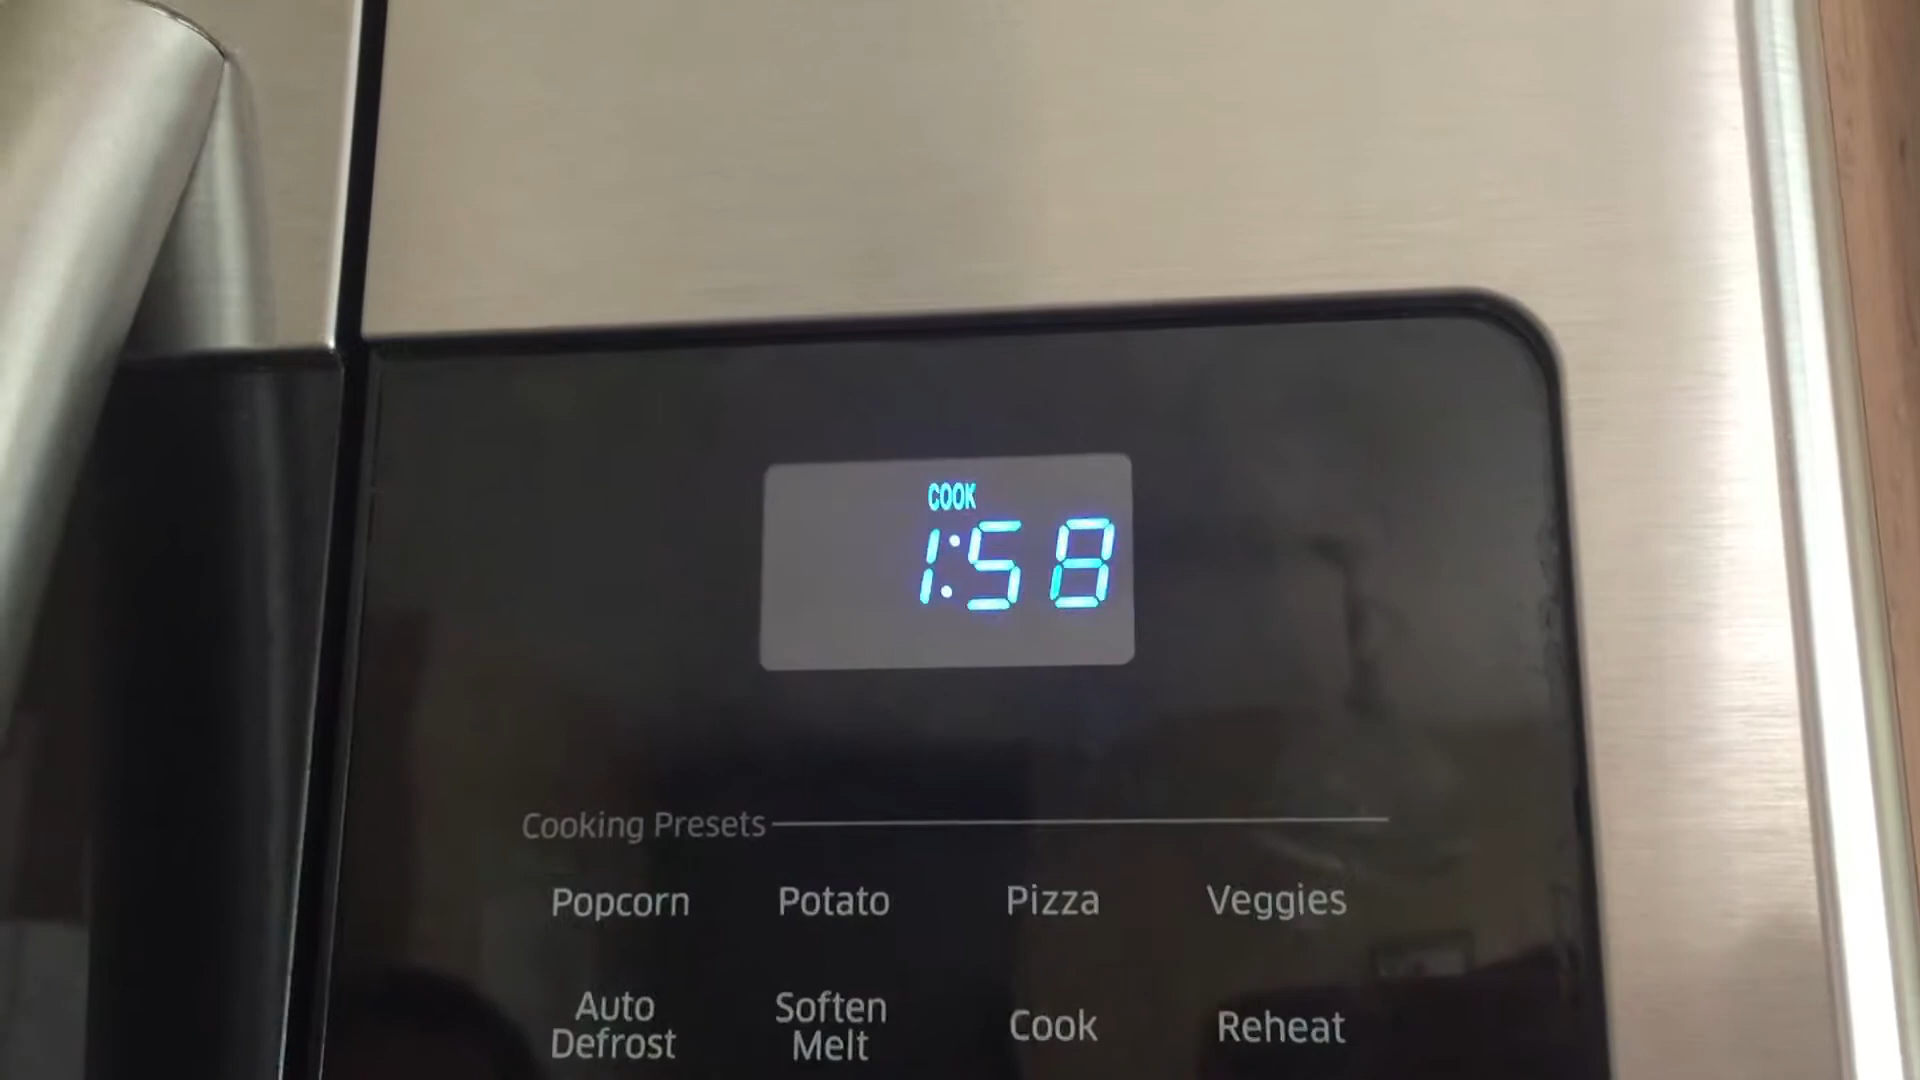 COOK
1:58
Cooking Presets
Popcorn Potato Pizza Veggies
Auto Defrost Soften Melt Cook Reheat